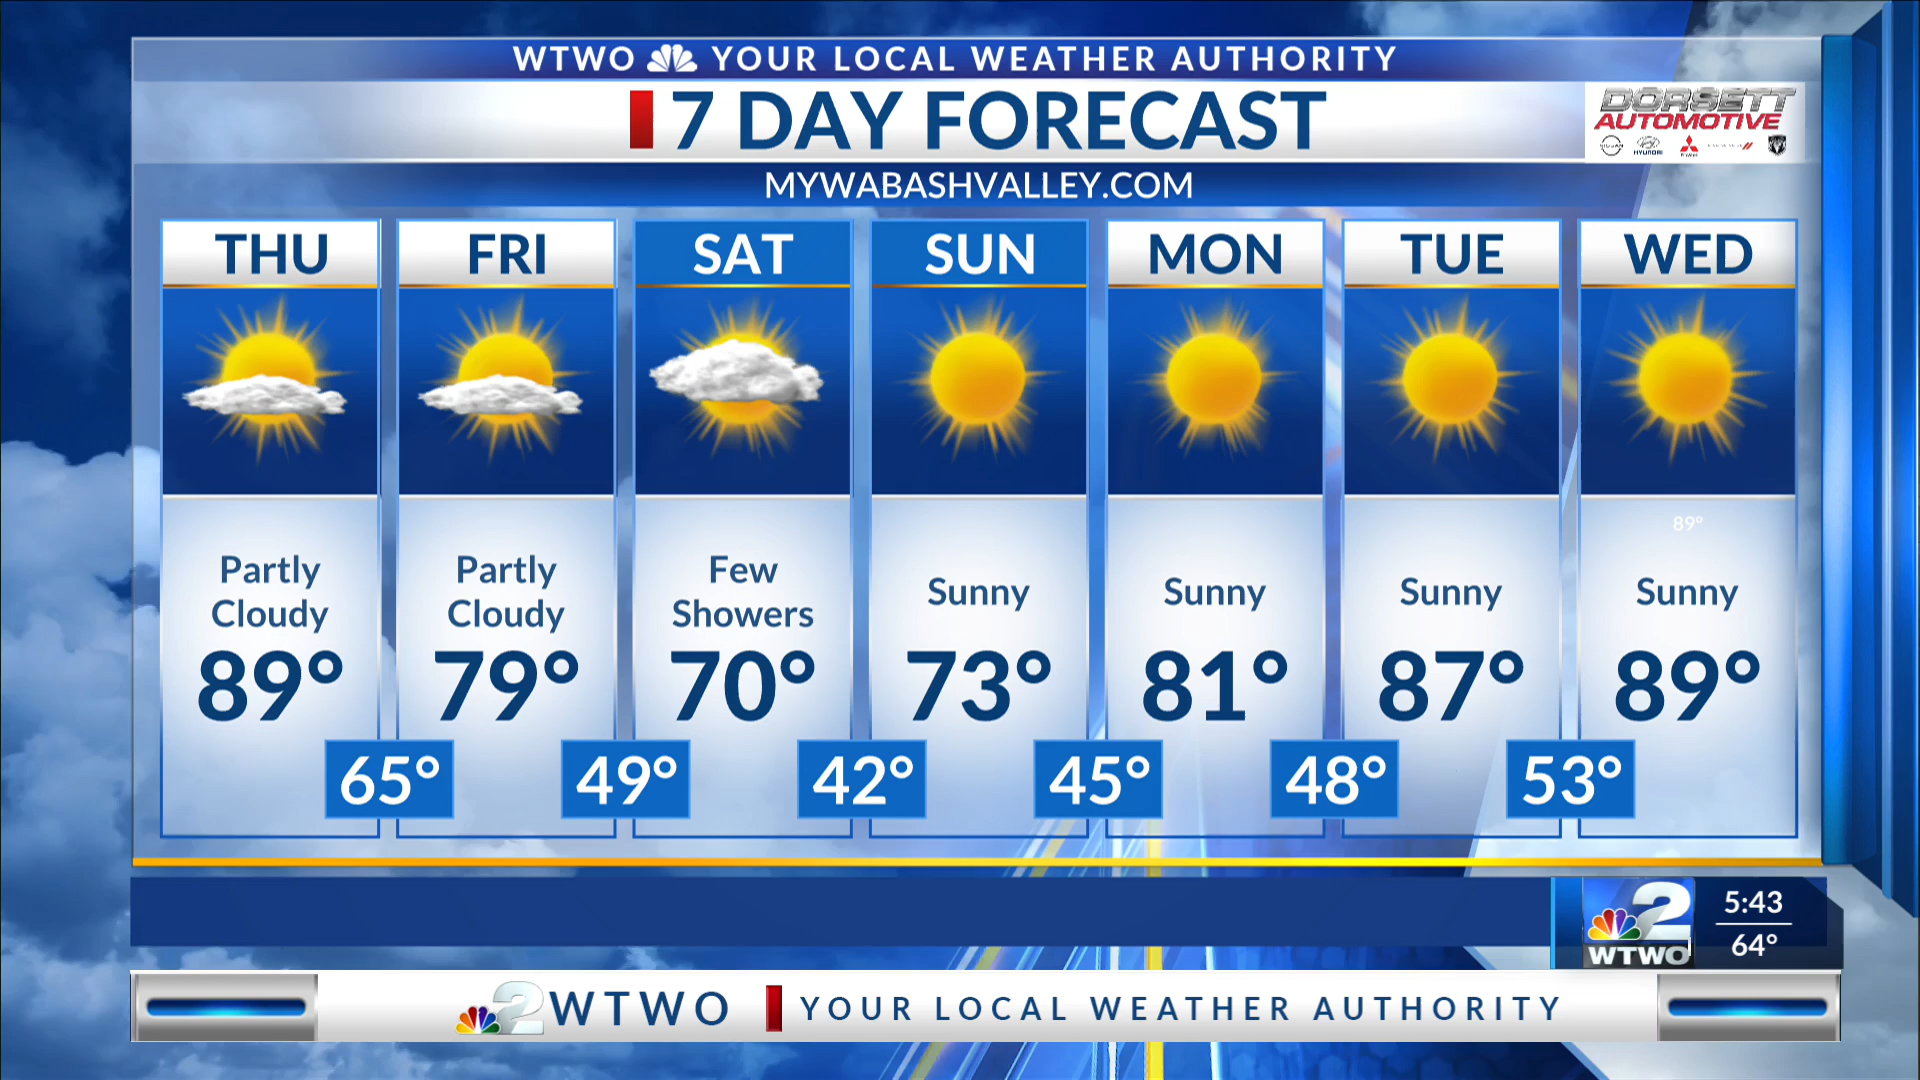 WTWO YOUR LOCAL WEATHER AUTHORITY
7 DAY FORECAST
DORSETT
AUTOMOTIVE
NISSAN HYUNDAI
MYWABASHVALLEY.COM
THU FRI SAT SUN MON TUE WED
89°
Partly Cloudy
Partly Cloudy
Few Showers
Sunny
Sunny
Sunny
Sunny
89° 79° 70° 73° 81° 87° 89°
65° 49° 42° 45° 48° 53°
2
WTWO
5:43
64°
2 WTWO YOUR LOCAL WEATHER AUTHORITY